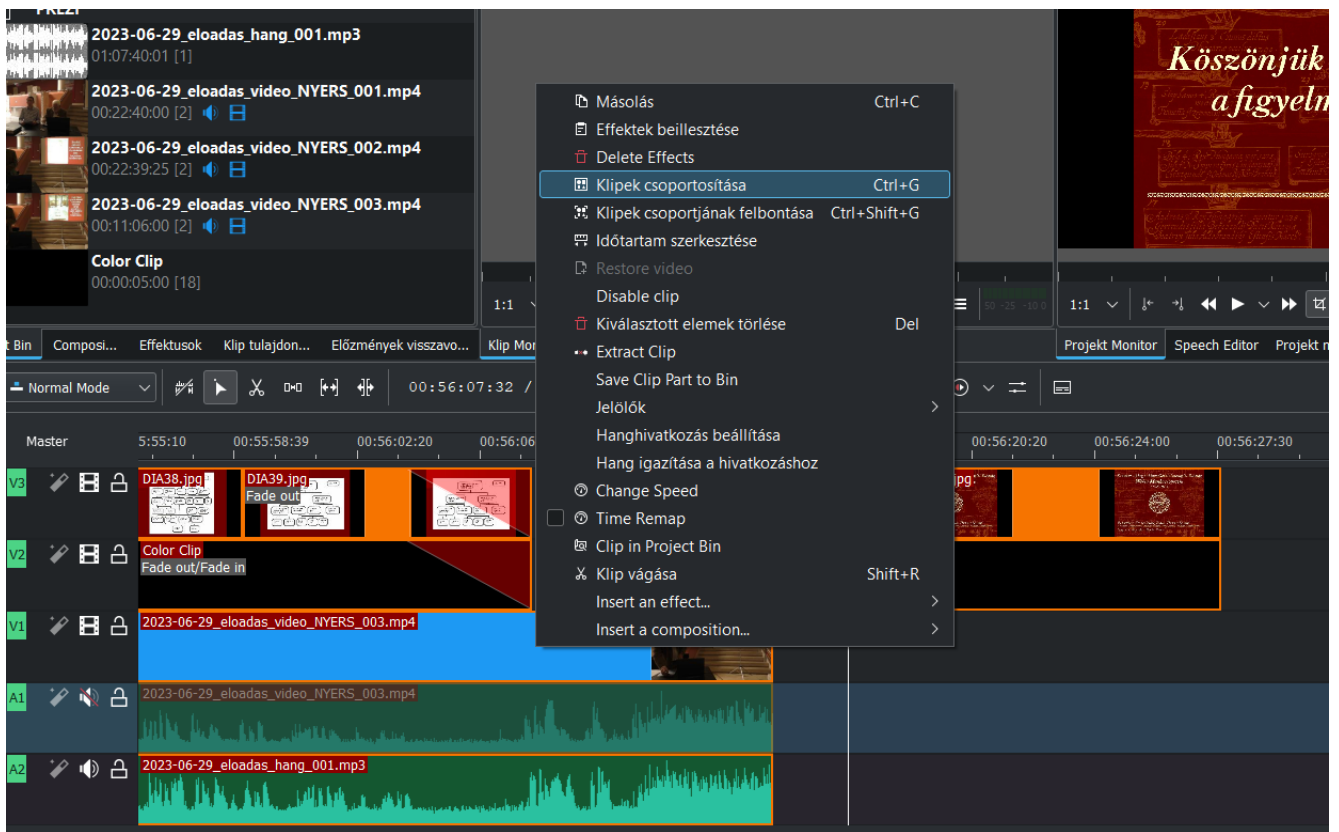 PREZI
2023-06-29_eloadas_hang_001.mp3
01:07:40:01 [1]
2023-06-29_eloadas_video_NYERS_001.mp4
00:22:40:00 [2]
2023-06-29_eloadas_video_NYERS_002.mp4
00:22:39:25 [2]
2023-06-29_eloadas_video_NYERS_003.mp4
00:11:06:00 [2]
Color Clip
00:00:05:00 [18]
Köszönjük
a figyelm
1:1
50 -25 -10 0
1:1
t Bin Composi... Effektusok Klip tulajdon... Előzmények visszavo... Klip Mon
Projekt Monitor Speech Editor Projekt n
Másolás Ctrl+C
Effektek beillesztése
Delete Effects
Klipek csoportosítása Ctrl+G
Klipek csoportjának felbontása Ctrl+Shift+G
Időtartam szerkesztése
Restore video
Disable clip
Kiválasztott elemek törlése Del
Extract Clip
Save Clip Part to Bin
Jelölők
Hanghivatkozás beállítása
Hang igazítása a hivatkozáshoz
Change Speed
Time Remap
Clip in Project Bin
Klip vágása Shift+R
Insert an effect...
Insert a composition...
Normal Mode
00:56:07:32 /
Master
5:55:10 00:55:58:39 00:56:02:20 00:56:06 00:56:20:20 00:56:24:00 00:56:27:30
V3
DIA38.jpg DIA39.jpg jpg
Fade out
V2
Color Clip
Fade out/Fade in
V1
2023-06-29_eloadas_video_NYERS_003.mp4
A1
2023-06-29_eloadas_video_NYERS_003.mp4
A2
2023-06-29_eloadas_hang_001.mp3